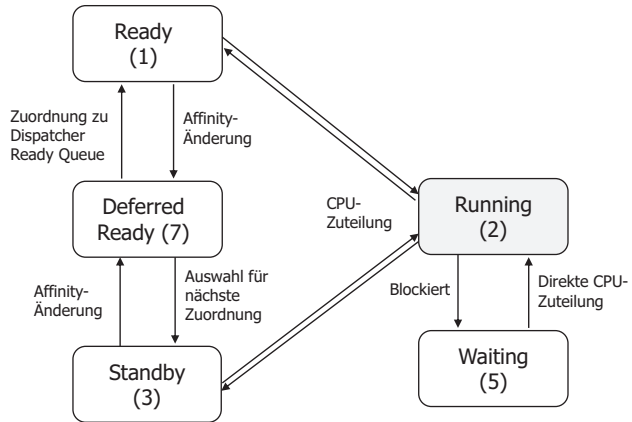 Ready
(1)
Zuordnung zu
Dispatcher
Ready Queue
Affinity-
Änderung
Deferred
Ready (7)
CPU-
Zuteilung
Running
(2)
Affinity-
Änderung
Auswahl für
nächste
Zuordnung
Blockiert
Direkte CPU-
Zuteilung
Standby
(3)
Waiting
(5)